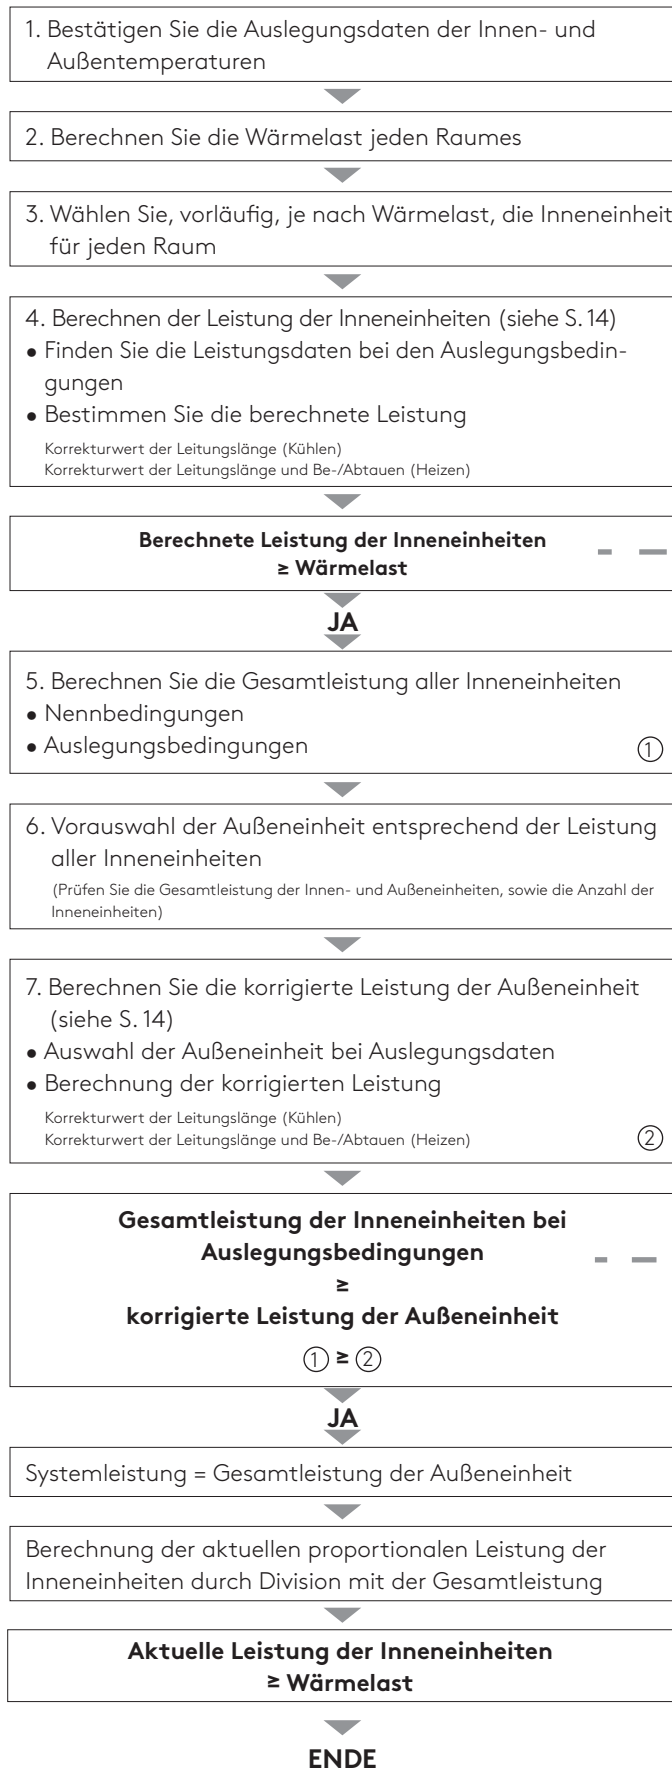 1. Bestätigen Sie die Auslegungsdaten der Innen- und
Außentemperaturen
2. Berechnen Sie die Wärmelast jeden Raumes
3. Wählen Sie, vorläufig, je nach Wärmelast, die Inneneinheit
für jeden Raum
4. Berechnen der Leistung der Inneneinheiten (siehe S. 14)
• Finden Sie die Leistungsdaten bei den Auslegungsbedin-
gungen
• Bestimmen Sie die berechnete Leistung
Korrekturwert der Leitungslänge (Kühlen)
Korrekturwert der Leitungslänge und Be-/Abtauen (Heizen)
Berechnete Leistung der Inneneinheiten
≥ Wärmelast
JA
5. Berechnen Sie die Gesamtleistung aller Inneneinheiten
• Nennbedingungen
• Auslegungsbedingungen ①
6. Vorauswahl der Außeneinheit entsprechend der Leistung
aller Inneneinheiten
(Prüfen Sie die Gesamtleistung der Innen- und Außeneinheiten, sowie die Anzahl der
Inneneinheiten)
7. Berechnen Sie die korrigierte Leistung der Außeneinheit
(siehe S. 14)
• Auswahl der Außeneinheit bei Auslegungsdaten
• Berechnung der korrigierten Leistung
Korrekturwert der Leitungslänge (Kühlen)
Korrekturwert der Leitungslänge und Be-/Abtauen (Heizen) ②
Gesamtleistung der Inneneinheiten bei
Auslegungsbedingungen
≥
korrigierte Leistung der Außeneinheit
① ≥ ②
JA
Systemleistung = Gesamtleistung der Außeneinheit
Berechnung der aktuellen proportionalen Leistung der
Inneneinheiten durch Division mit der Gesamtleistung
Aktuelle Leistung der Inneneinheiten
≥ Wärmelast
ENDE